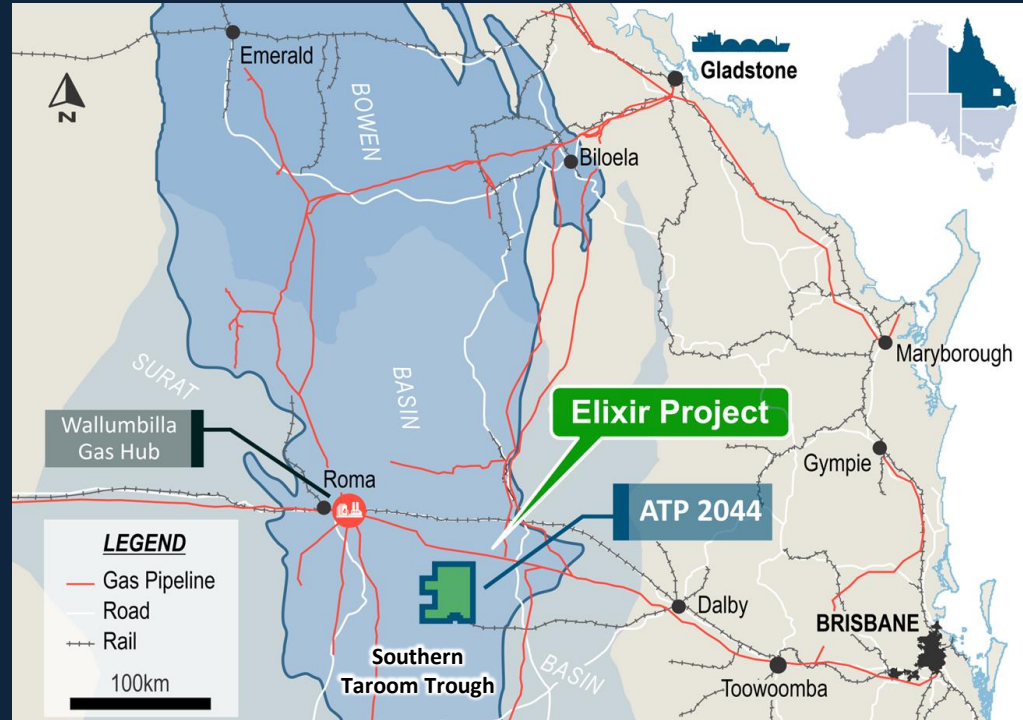 Emerald
N
BOWEN
BASIN
Gladstone
Biloela
Maryborough
SURAT
BASIN
Elixir Project
Wallumbilla
Gas Hub
Roma
Gympie
ATP 2044
LEGEND
Gas Pipeline
Road
Rail
100km
Southern
Taroom Trough
Dalby
BRISBANE
Toowoomba